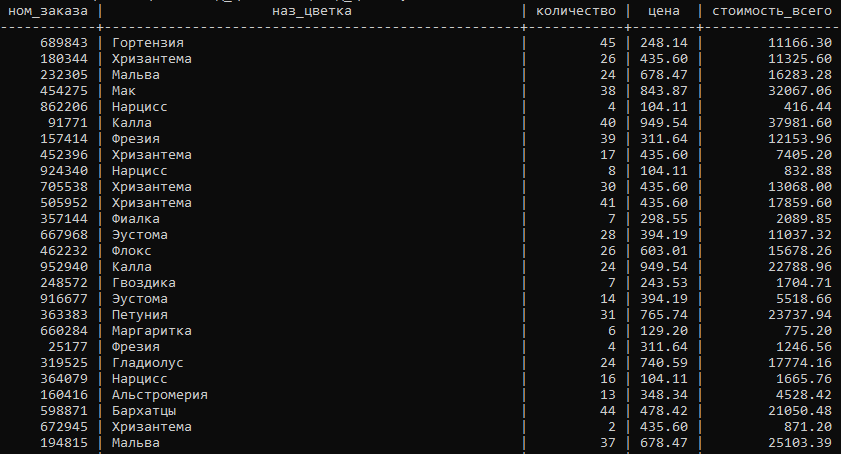 ном_заказа | наз_цветка | количество | цена | стоимость_всего
689843 | Гортензия | 45 | 248.14 | 11166.30
180344 | Хризантема | 26 | 435.60 | 11325.60
232305 | Мальва | 24 | 678.47 | 16283.28
454275 | Мак | 38 | 843.87 | 32067.06
862206 | Нарцисс | 4 | 104.11 | 416.44
91771 | Калла | 40 | 949.54 | 37981.60
157414 | Фрезия | 39 | 311.64 | 12153.96
452396 | Хризантема | 17 | 435.60 | 7405.20
924340 | Нарцисс | 8 | 104.11 | 832.88
705538 | Хризантема | 30 | 435.60 | 13068.00
505952 | Хризантема | 41 | 435.60 | 17859.60
357144 | Фиалка | 7 | 298.55 | 2089.85
667968 | Эустома | 28 | 394.19 | 11037.32
462232 | Флокс | 26 | 603.01 | 15678.26
952940 | Калла | 24 | 949.54 | 22788.96
248572 | Гвоздика | 7 | 243.53 | 1704.71
916677 | Эустома | 14 | 394.19 | 5518.66
363383 | Петуния | 31 | 765.74 | 23737.94
660284 | Маргаритка | 6 | 129.20 | 775.20
25177 | Фрезия | 4 | 311.64 | 1246.56
319525 | Гладиолус | 24 | 740.59 | 17774.16
364079 | Нарцисс | 16 | 104.11 | 1665.76
160416 | Альстромерия | 13 | 348.34 | 4528.42
598871 | Бархатцы | 44 | 478.42 | 21050.48
672945 | Хризантема | 2 | 435.60 | 871.20
194815 | Мальва | 37 | 678.47 | 25103.39